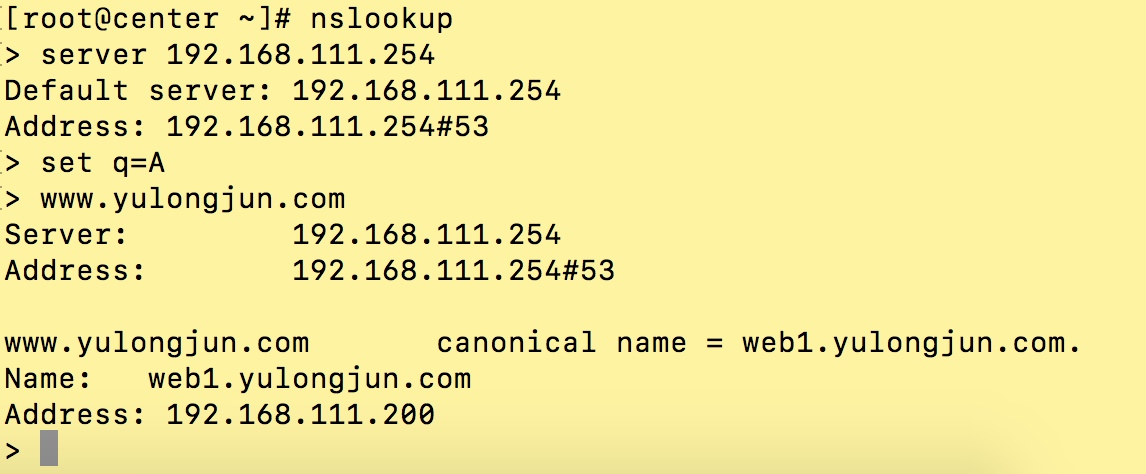 [root@center ~]# nslookup
> server 192.168.111.254
Default server: 192.168.111.254
Address: 192.168.111.254#53
> set q=A
> www.yulongjun.com
Server:         192.168.111.254
Address:        192.168.111.254#53

www.yulongjun.com       canonical name = web1.yulongjun.com.
Name:   web1.yulongjun.com
Address: 192.168.111.200
>